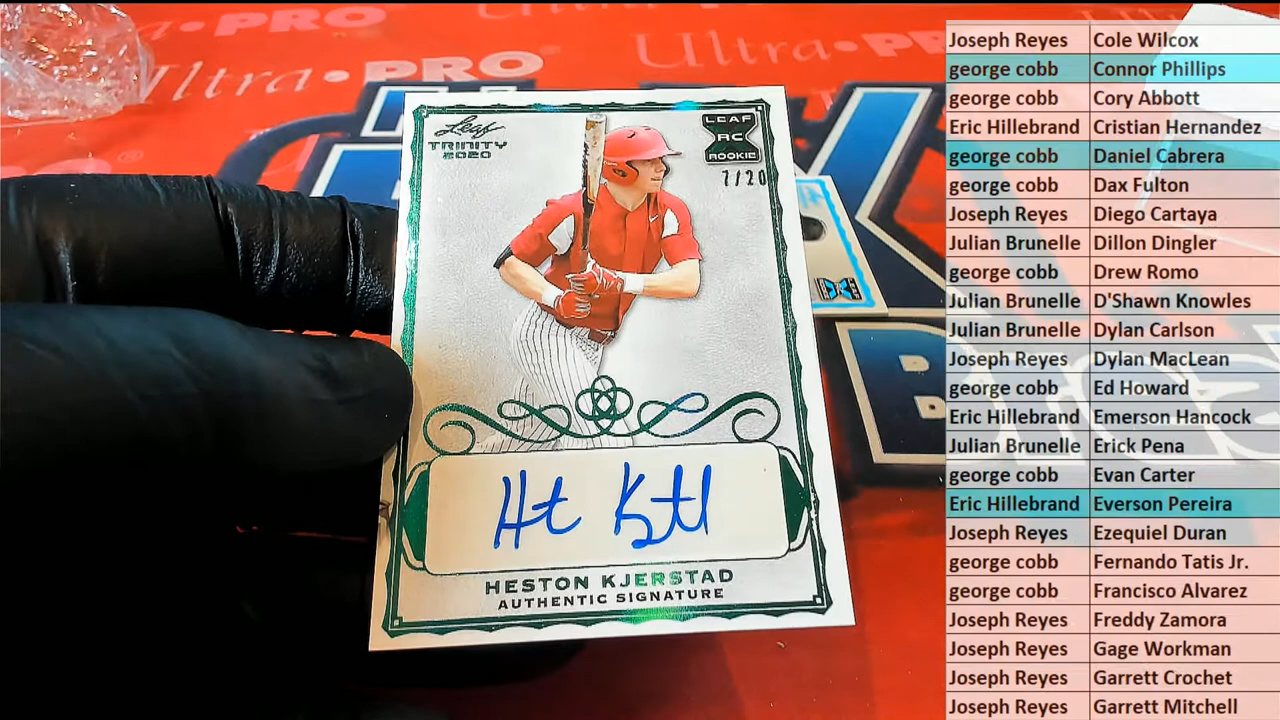 Ultra•PRO
Ultra•PRO
Ultra•PR
Leaf
TRINITY
2020
LEAF
RC
ROOKIE
7/20
HESTON KJERSTAD
AUTHENTIC SIGNATURE
Joseph Reyes Cole Wilcox
george cobb Connor Phillips
george cobb Cory Abbott
Eric Hillebrand Cristian Hernandez
george cobb Daniel Cabrera
george cobb Dax Fulton
Joseph Reyes Diego Cartaya
Julian Brunelle Dillon Dingler
george cobb Drew Romo
Julian Brunelle D'Shawn Knowles
Julian Brunelle Dylan Carlson
Joseph Reyes Dylan MacLean
george cobb Ed Howard
Eric Hillebrand Emerson Hancock
Julian Brunelle Erick Pena
george cobb Evan Carter
Eric Hillebrand Everson Pereira
Joseph Reyes Ezequiel Duran
george cobb Fernando Tatis Jr.
george cobb Francisco Alvarez
Joseph Reyes Freddy Zamora
Joseph Reyes Gage Workman
Joseph Reyes Garrett Crochet
Joseph Reyes Garrett Mitchell